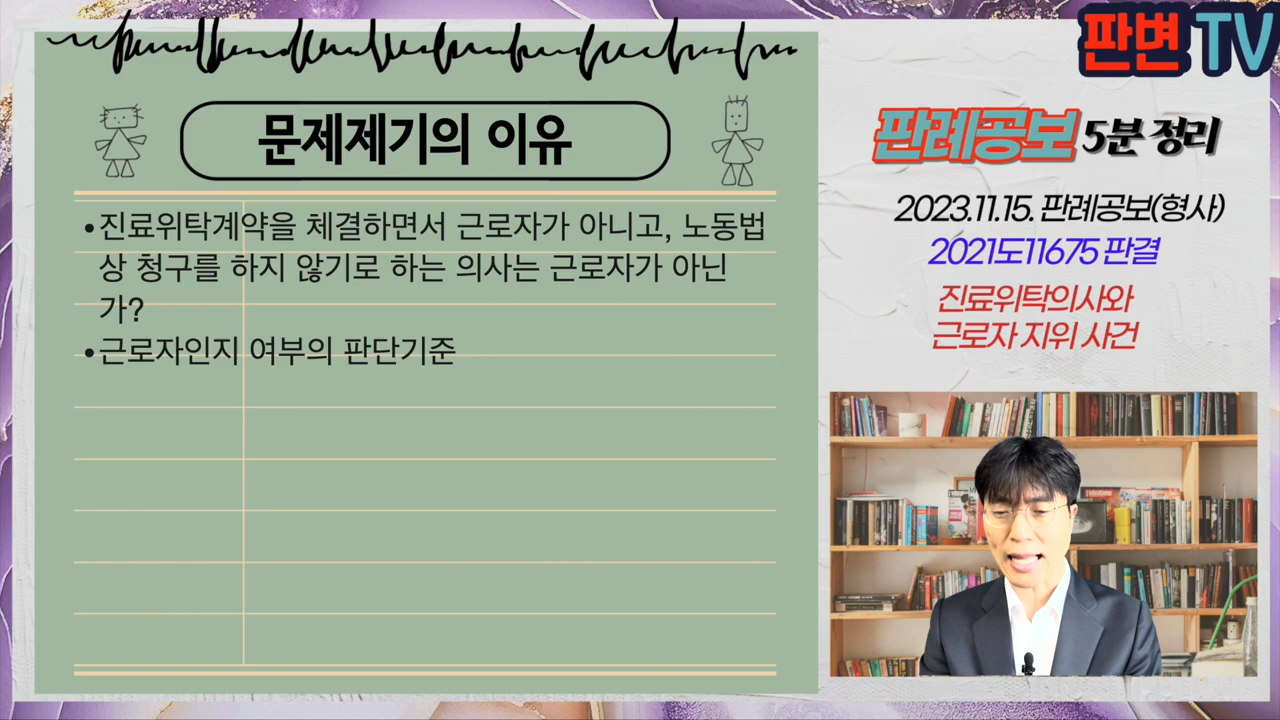 판변 TV
문제제기의 이유
•진료위탁계약을 체결하면서 근로자가 아니고, 노동법
상 청구를 하지 않기로 하는 의사는 근로자가 아닌
가?
•근로자인지 여부의 판단기준
판례공보 5분 정리
2023.11.15. 판례공보(형사)
2021도11675 판결
진료위탁의사와
근로자 지위 사건